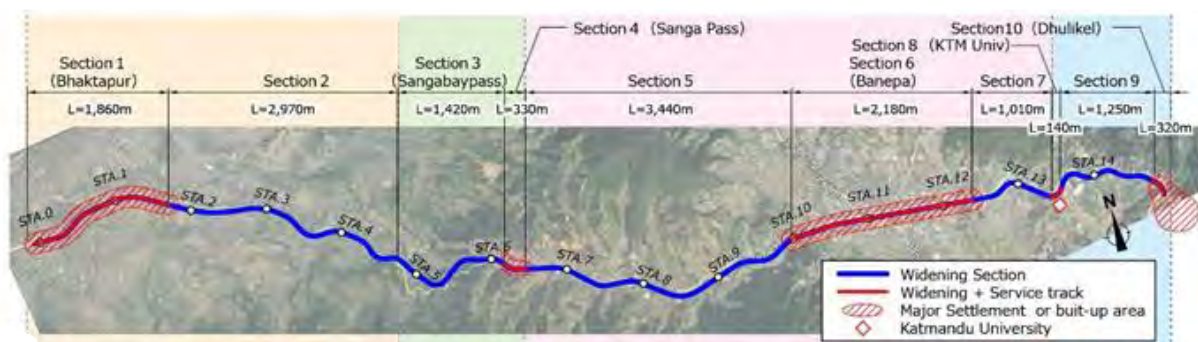 Section 4 (Sanga Pass)
Section10 (Dhulikel)
Section 8 (KTM Univ)
Section 1
(Bhaktapur)
Section 2
Section 3
(Sangabaypass)
Section 5
Section 6
(Banepa)
Section 7
Section 9
L=1,860m
L=2,970m
L=1,420m
L=330m
L=3,440m
L=2,180m
L=1,010m
L=140m
L=1,250m
L=320m
STA.0
STA.1
STA.2
STA.3
STA.4
STA.5
STA.6
STA.7
STA.8
STA.9
STA.10
STA.11
STA.12
STA.13
STA.14
N
Widening Section
Widening + Service track
Major Settlement or buit-up area
Katmandu University